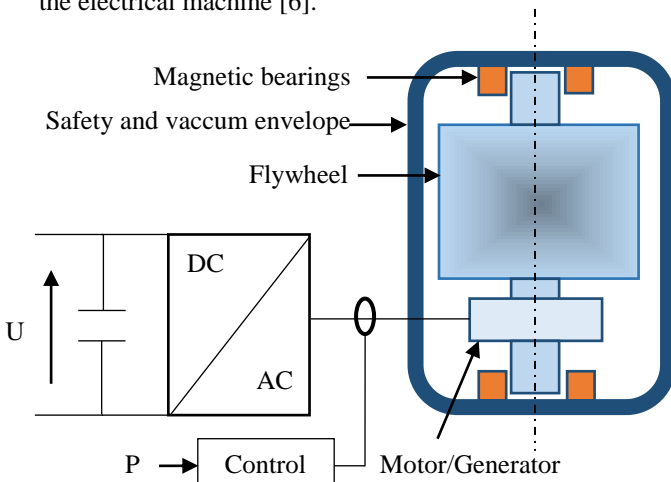 the electrical machine [6].
Magnetic bearings
Safety and vaccum envelope
Flywheel
DC
U
AC
P
Control
Motor/Generator